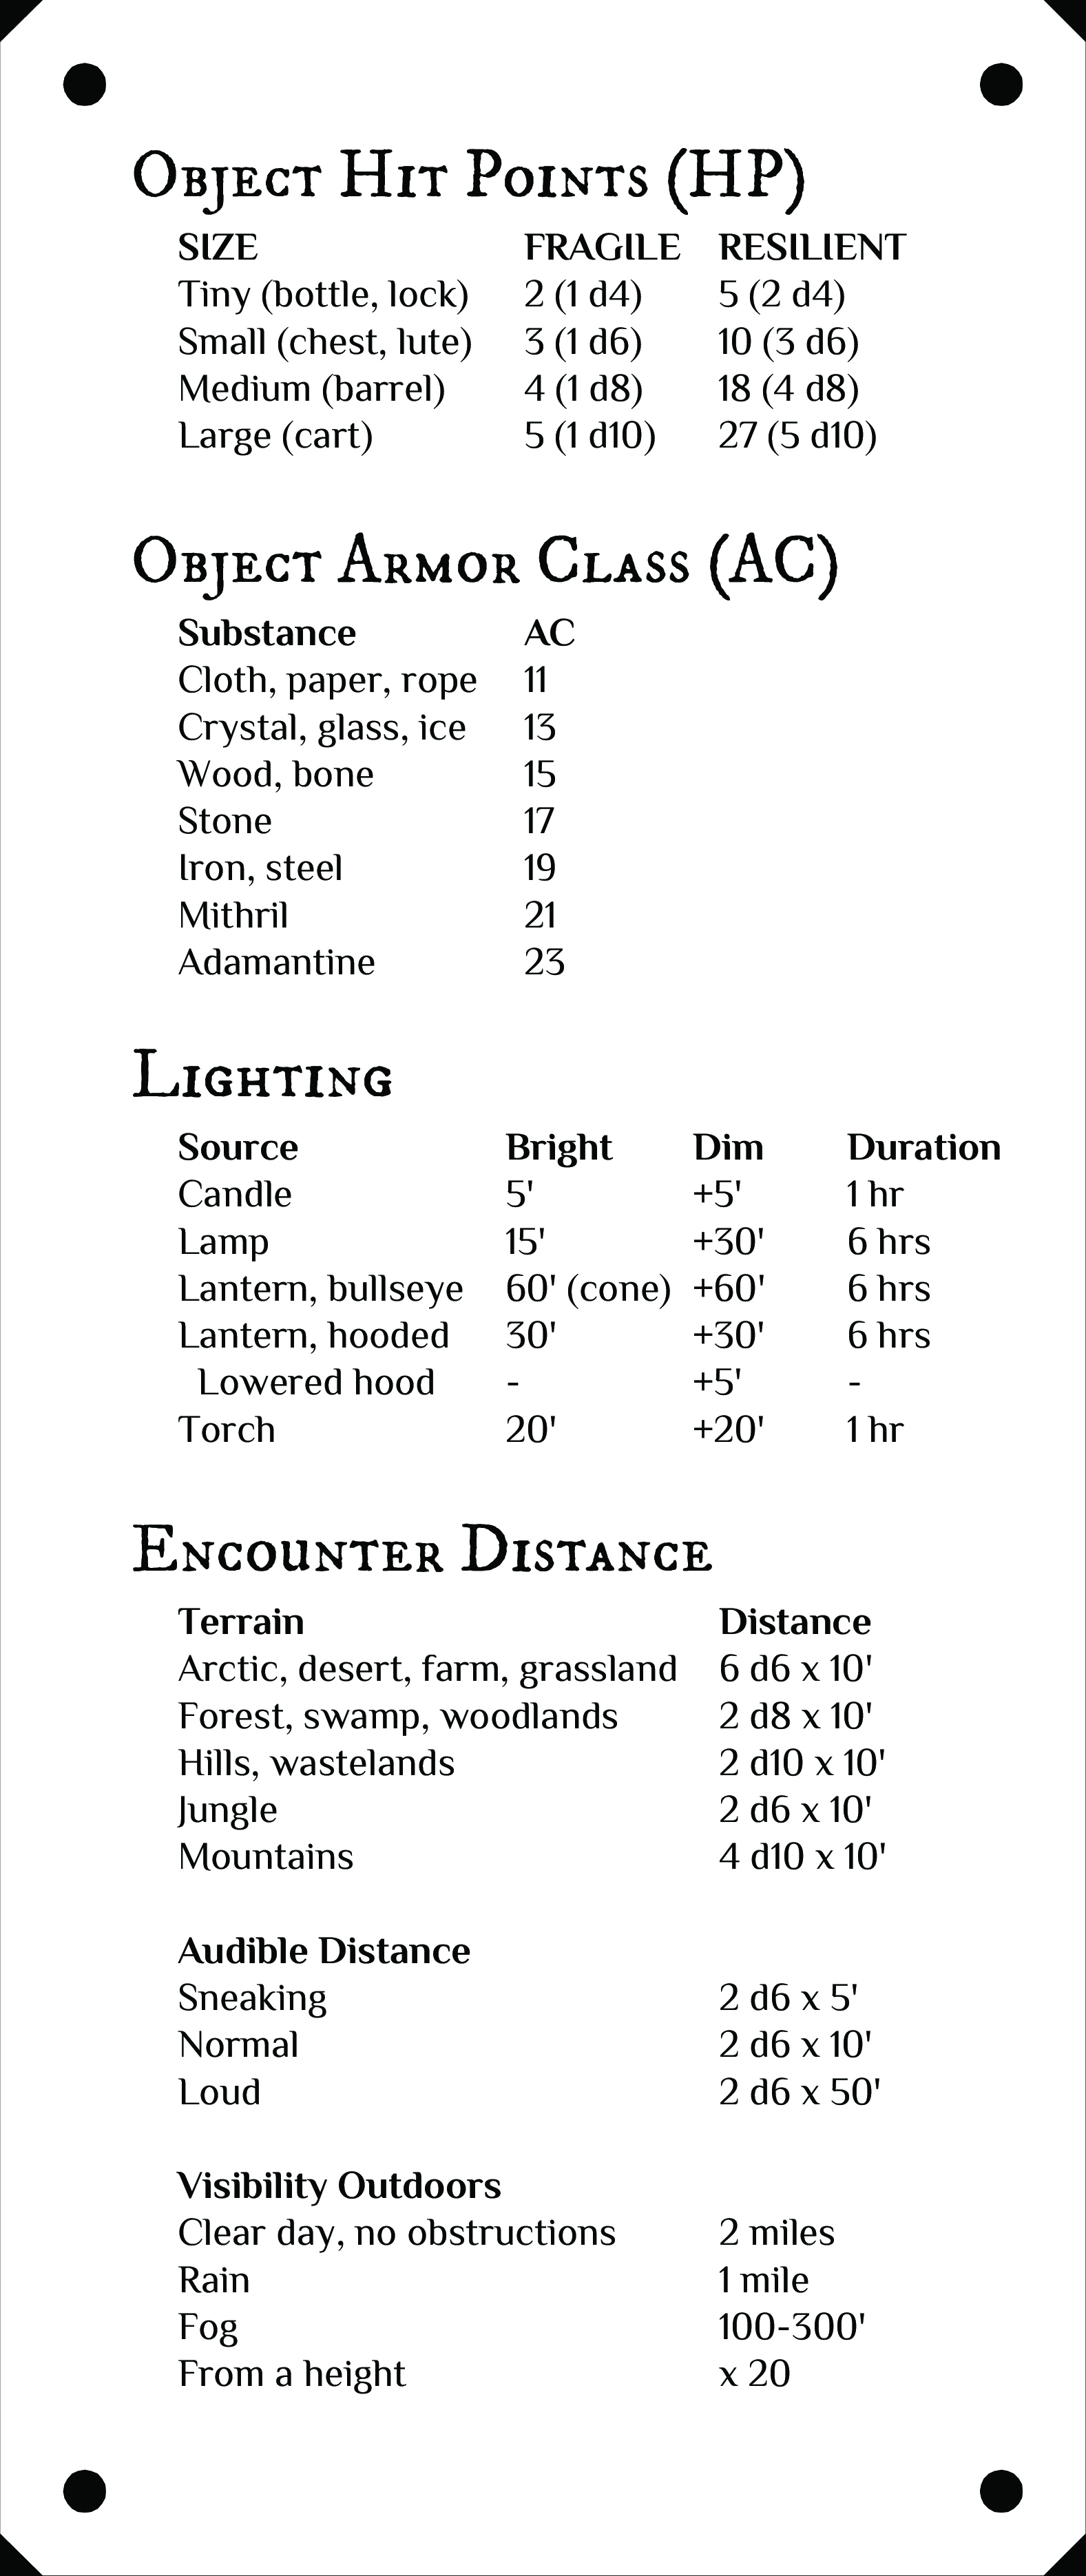 Object Hit Points (HP)
SIZE FRAGILE RESILIENT
Tiny (bottle, lock) 2 (1 d4) 5 (2 d4)
Small (chest, lute) 3 (1 d6) 10 (3 d6)
Medium (barrel) 4 (1 d8) 18 (4 d8)
Large (cart) 5 (1 d10) 27 (5 d10)
Object Armor Class (AC)
Substance AC
Cloth, paper, rope 11
Crystal, glass, ice 13
Wood, bone 15
Stone 17
Iron, steel 19
Mithril 21
Adamantine 23
Lighting
Source Bright Dim Duration
Candle 5' +5' 1 hr
Lamp 15' +30' 6 hrs
Lantern, bullseye 60' (cone) +60' 6 hrs
Lantern, hooded 30' +30' 6 hrs
Lowered hood - +5' -
Torch 20' +20' 1 hr
Encounter Distance
Terrain Distance
Arctic, desert, farm, grassland 6 d6 x 10'
Forest, swamp, woodlands 2 d8 x 10'
Hills, wastelands 2 d10 x 10'
Jungle 2 d6 x 10'
Mountains 4 d10 x 10'
Audible Distance
Sneaking 2 d6 x 5'
Normal 2 d6 x 10'
Loud 2 d6 x 50'
Visibility Outdoors
Clear day, no obstructions 2 miles
Rain 1 mile
Fog 100-300'
From a height x 20